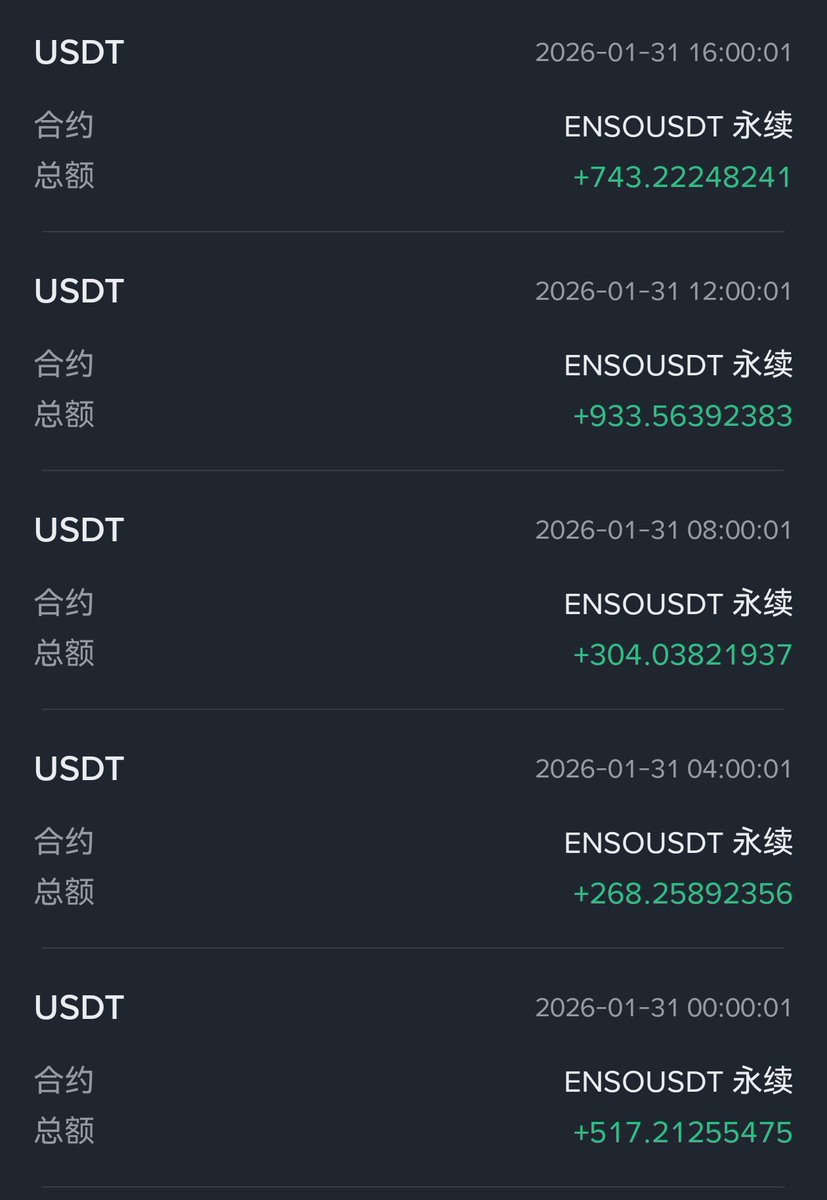 USDT 2026-01-31 16:00:01
合约 ENSOUSDT 永续
总额 +743.22248241
USDT 2026-01-31 12:00:01
合约 ENSOUSDT 永续
总额 +933.56392383
USDT 2026-01-31 08:00:01
合约 ENSOUSDT 永续
总额 +304.03821937
USDT 2026-01-31 04:00:01
合约 ENSOUSDT 永续
总额 +268.25892356
USDT 2026-01-31 00:00:01
合约 ENSOUSDT 永续
总额 +517.21255475